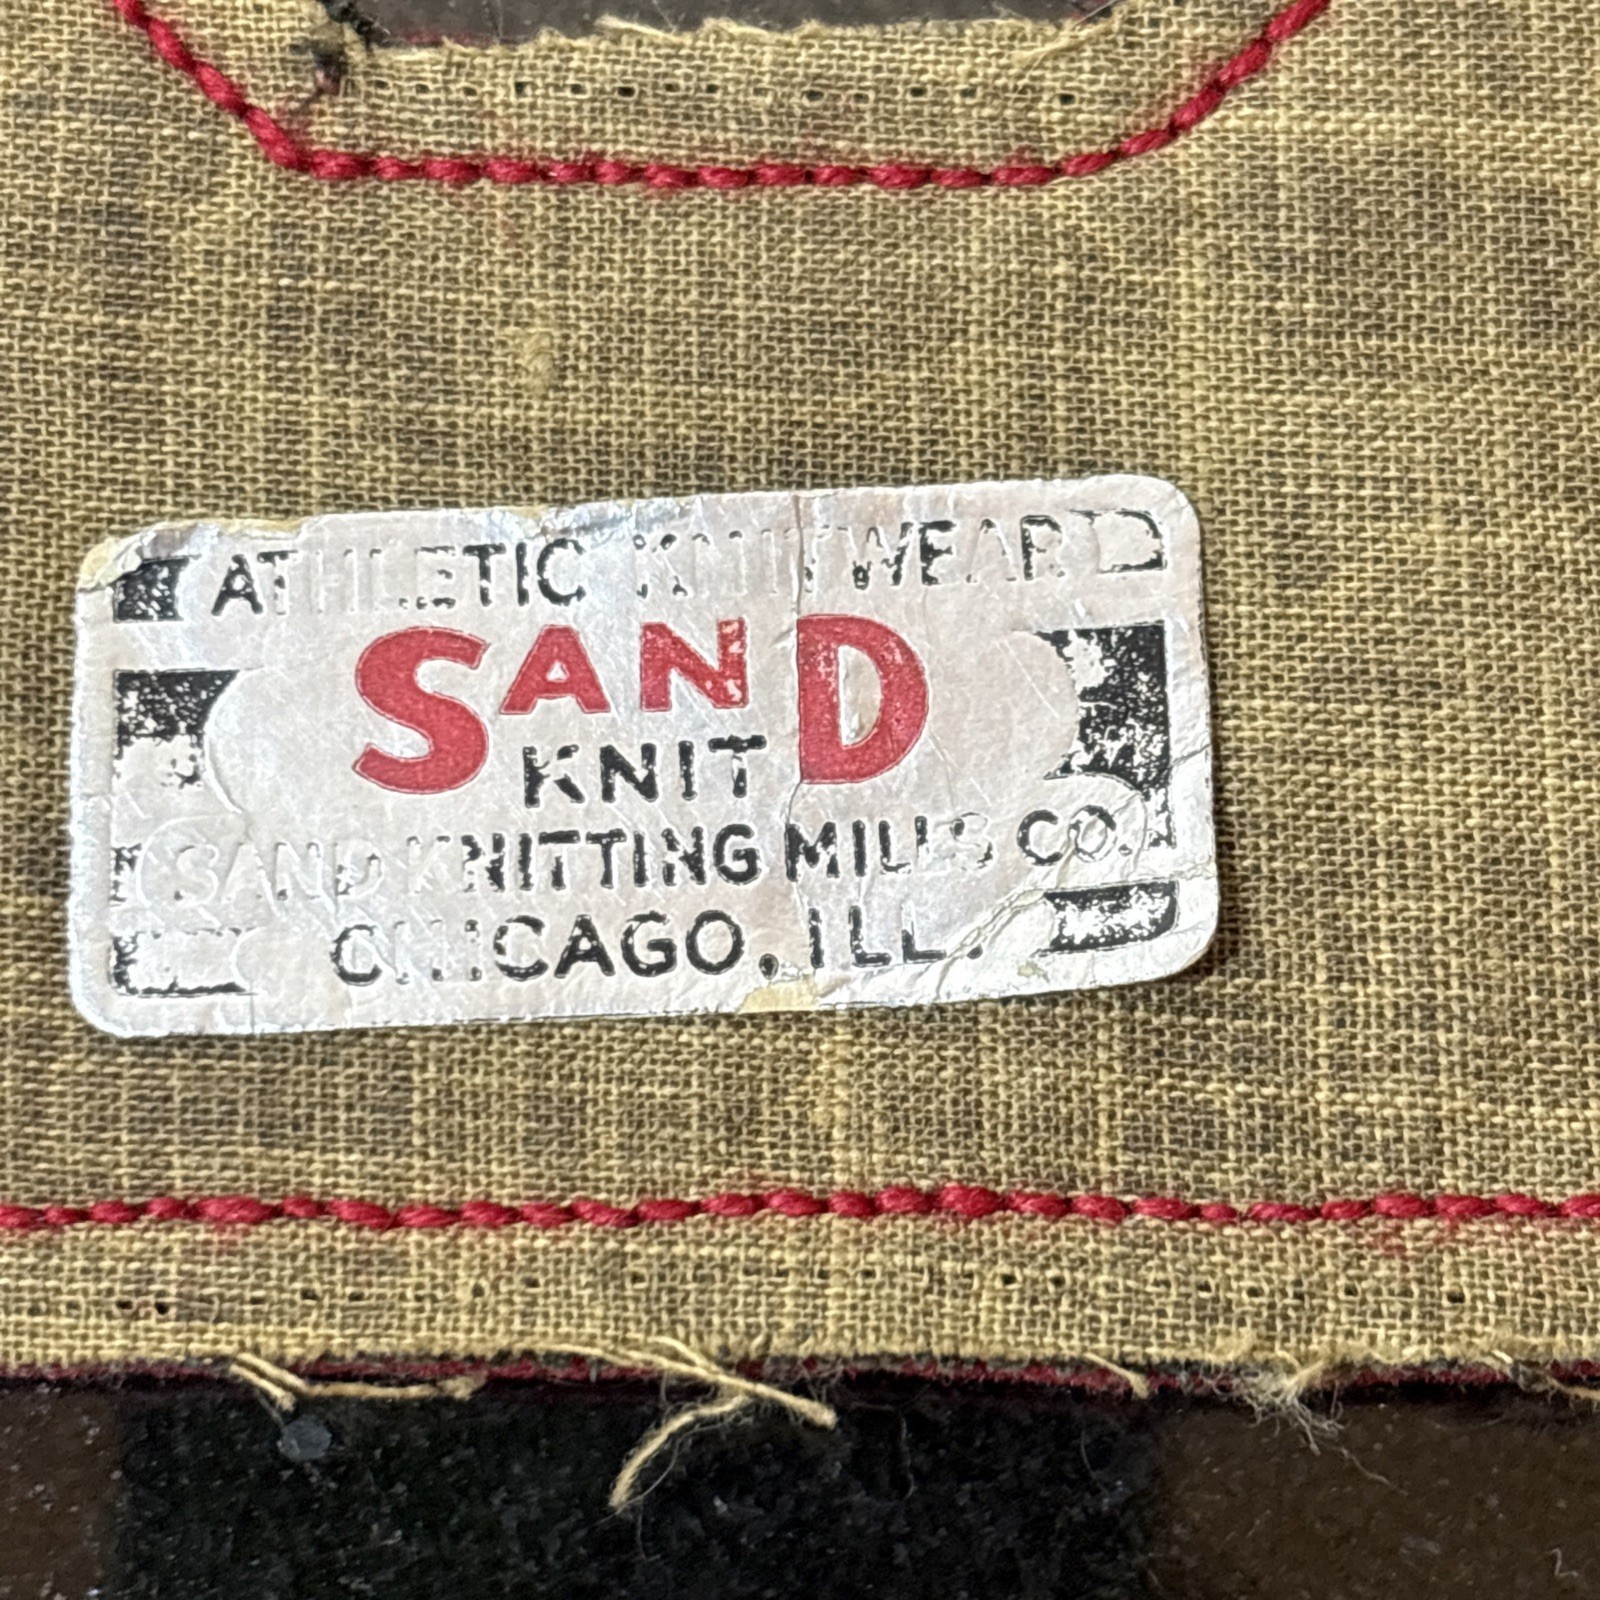 ATHLETIC KNITWEAR
SAND
KNIT
SAND KNITTING MILLS CO.
CHICAGO, ILL.